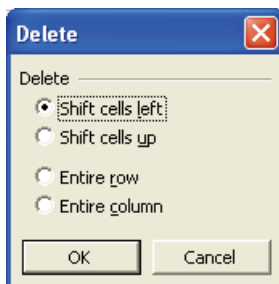 Delete
Delete
Shift cells left
Shift cells up
Entire row
Entire column
OK Cancel